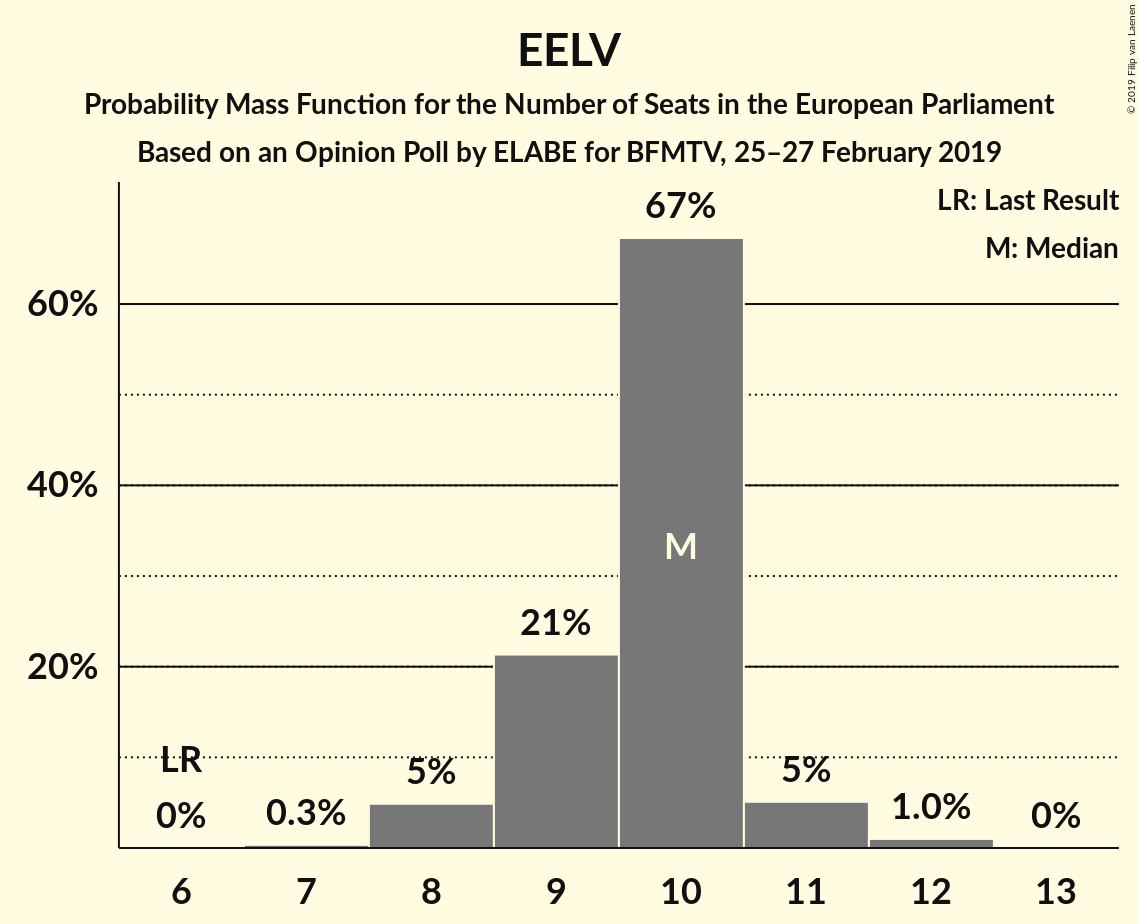 EELV
Probability Mass Function for the Number of Seats in the European Parliament
Based on an Opinion Poll by ELABE for BFMTV, 25–27 February 2019
© 2019 Filip van Laenen
LR: Last Result
M: Median
67%
60%
40%
M
21%
20%
LR
5%
5%
0%
0.3%
1.0%
0%
6
7
8
9
10
11
12
13